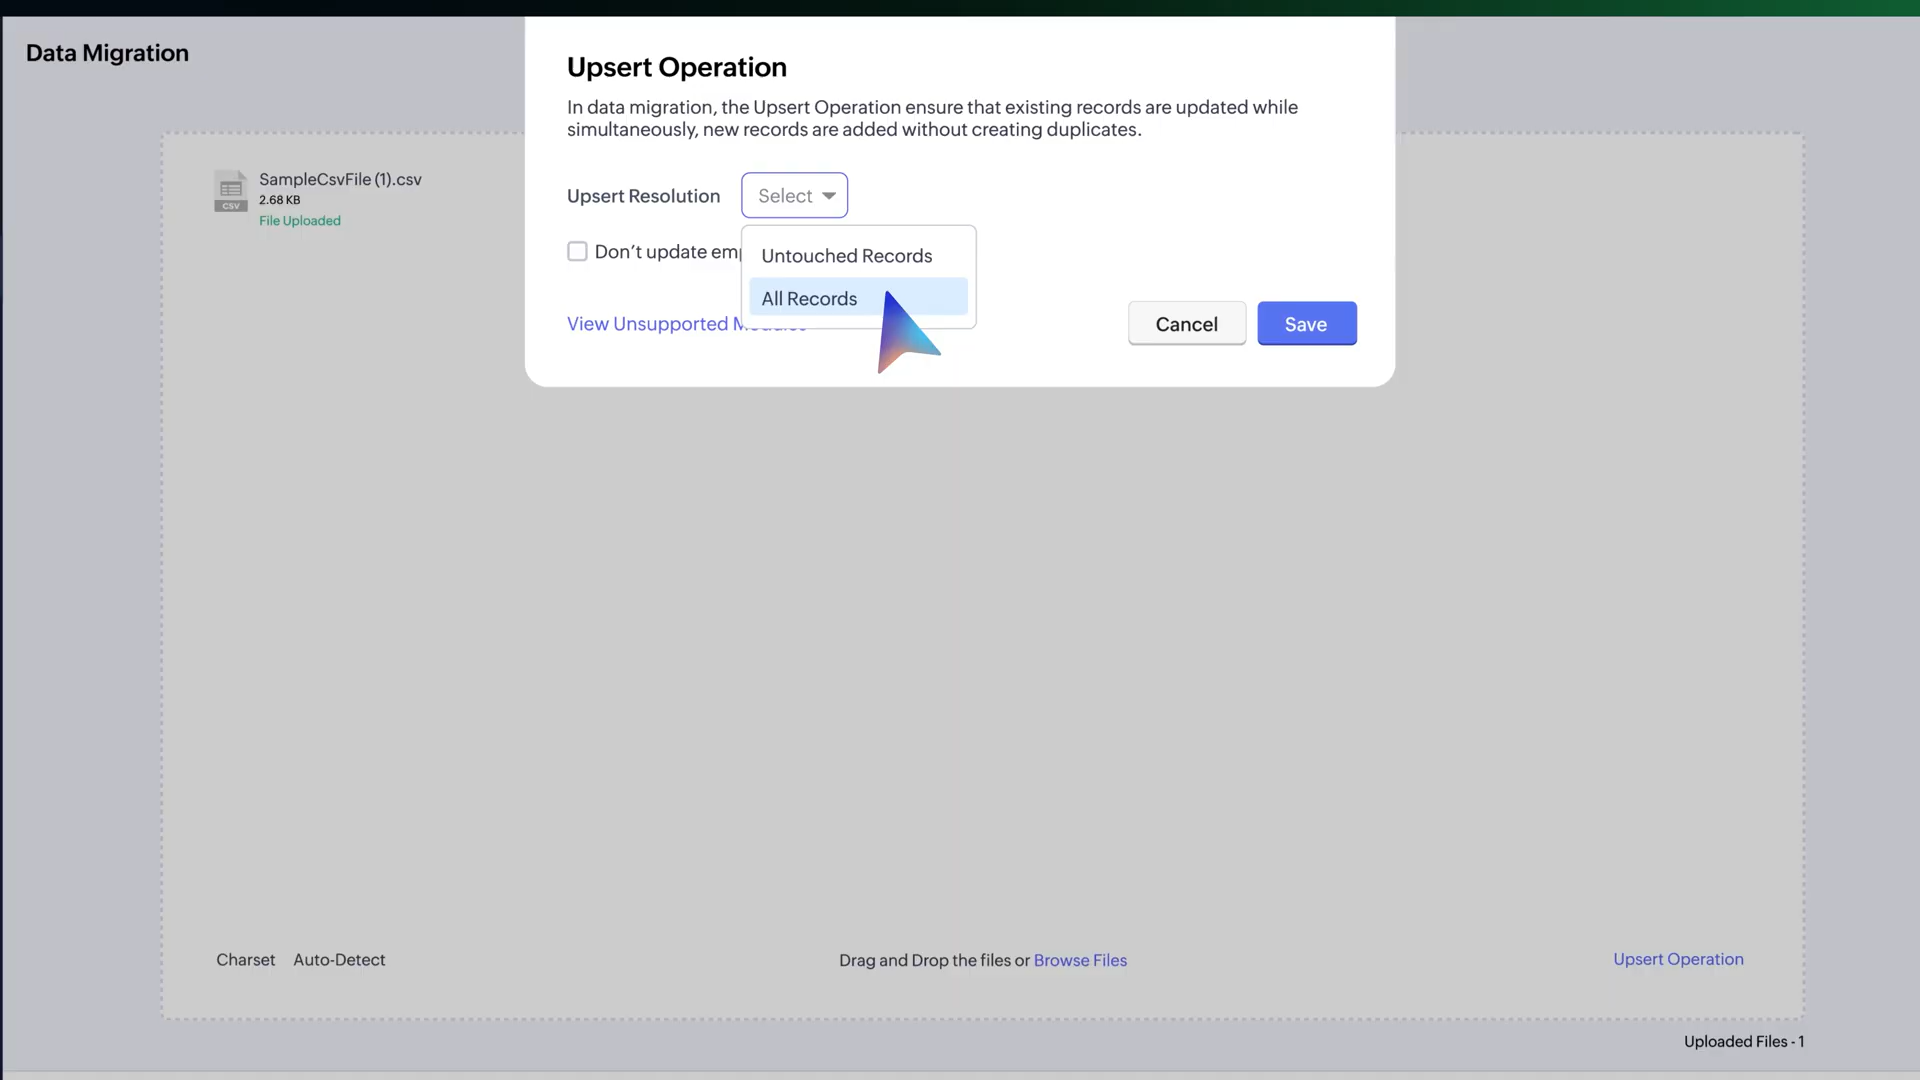 Data Migration
Upsert Operation
In data migration, the Upsert Operation ensure that existing records are updated while
simultaneously, new records are added without creating duplicates.
SampleCsvFile (1).csv
2.68 KB
CSV
File Uploaded
Upsert Resolution Select
Don't update
Untouched Records
All Records
View Unsupported
Cancel Save
Charset Auto-Detect
Drag and Drop the files or Browse Files
Upsert Operation
Uploaded Files - 1